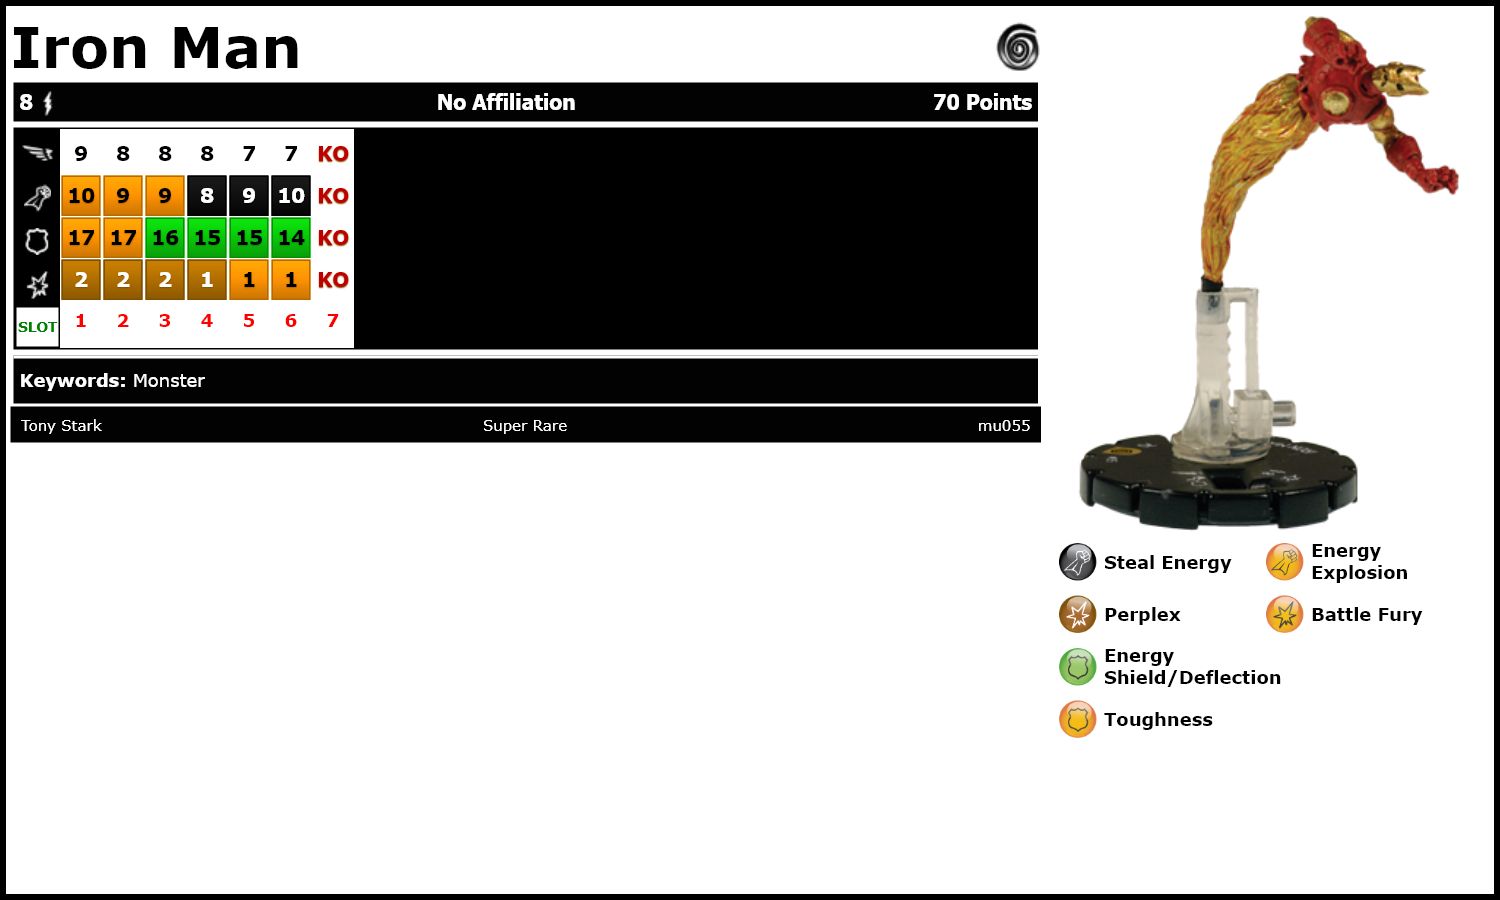 Iron Man
8 No Affiliation 70 Points
9 8 8 8 7 7 KO
10 9 9 8 9 10 KO
17 17 16 15 15 14 KO
2 2 2 1 1 1 KO
SLOT 1 2 3 4 5 6 7
Keywords: Monster
Tony Stark Super Rare mu055
Steal Energy
Energy
Explosion
Perplex
Battle Fury
Energy
Shield/Deflection
Toughness